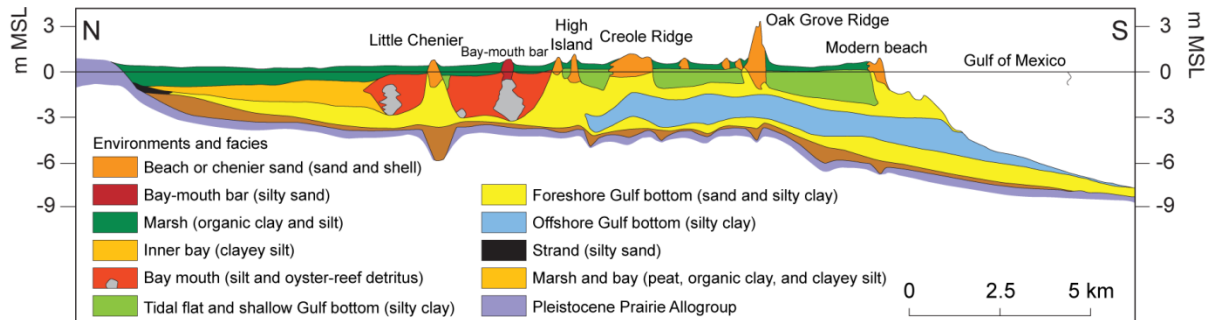 N
S
m MSL
m MSL
3
0
-3
-6
-9
3
0
-3
-6
-9
Little Chenier
Bay-mouth bar
High
Island
Creole Ridge
Oak Grove Ridge
Modern beach
Gulf of Mexico
Environments and facies
Beach or chenier sand (sand and shell)
Bay-mouth bar (silty sand)
Marsh (organic clay and silt)
Inner bay (clayey silt)
Bay mouth (silt and oyster-reef detritus)
Tidal flat and shallow Gulf bottom (silty clay)
Foreshore Gulf bottom (sand and silty clay)
Offshore Gulf bottom (silty clay)
Strand (silty sand)
Marsh and bay (peat, organic clay, and clayey silt)
Pleistocene Prairie Allogroup
0 2.5 5 km